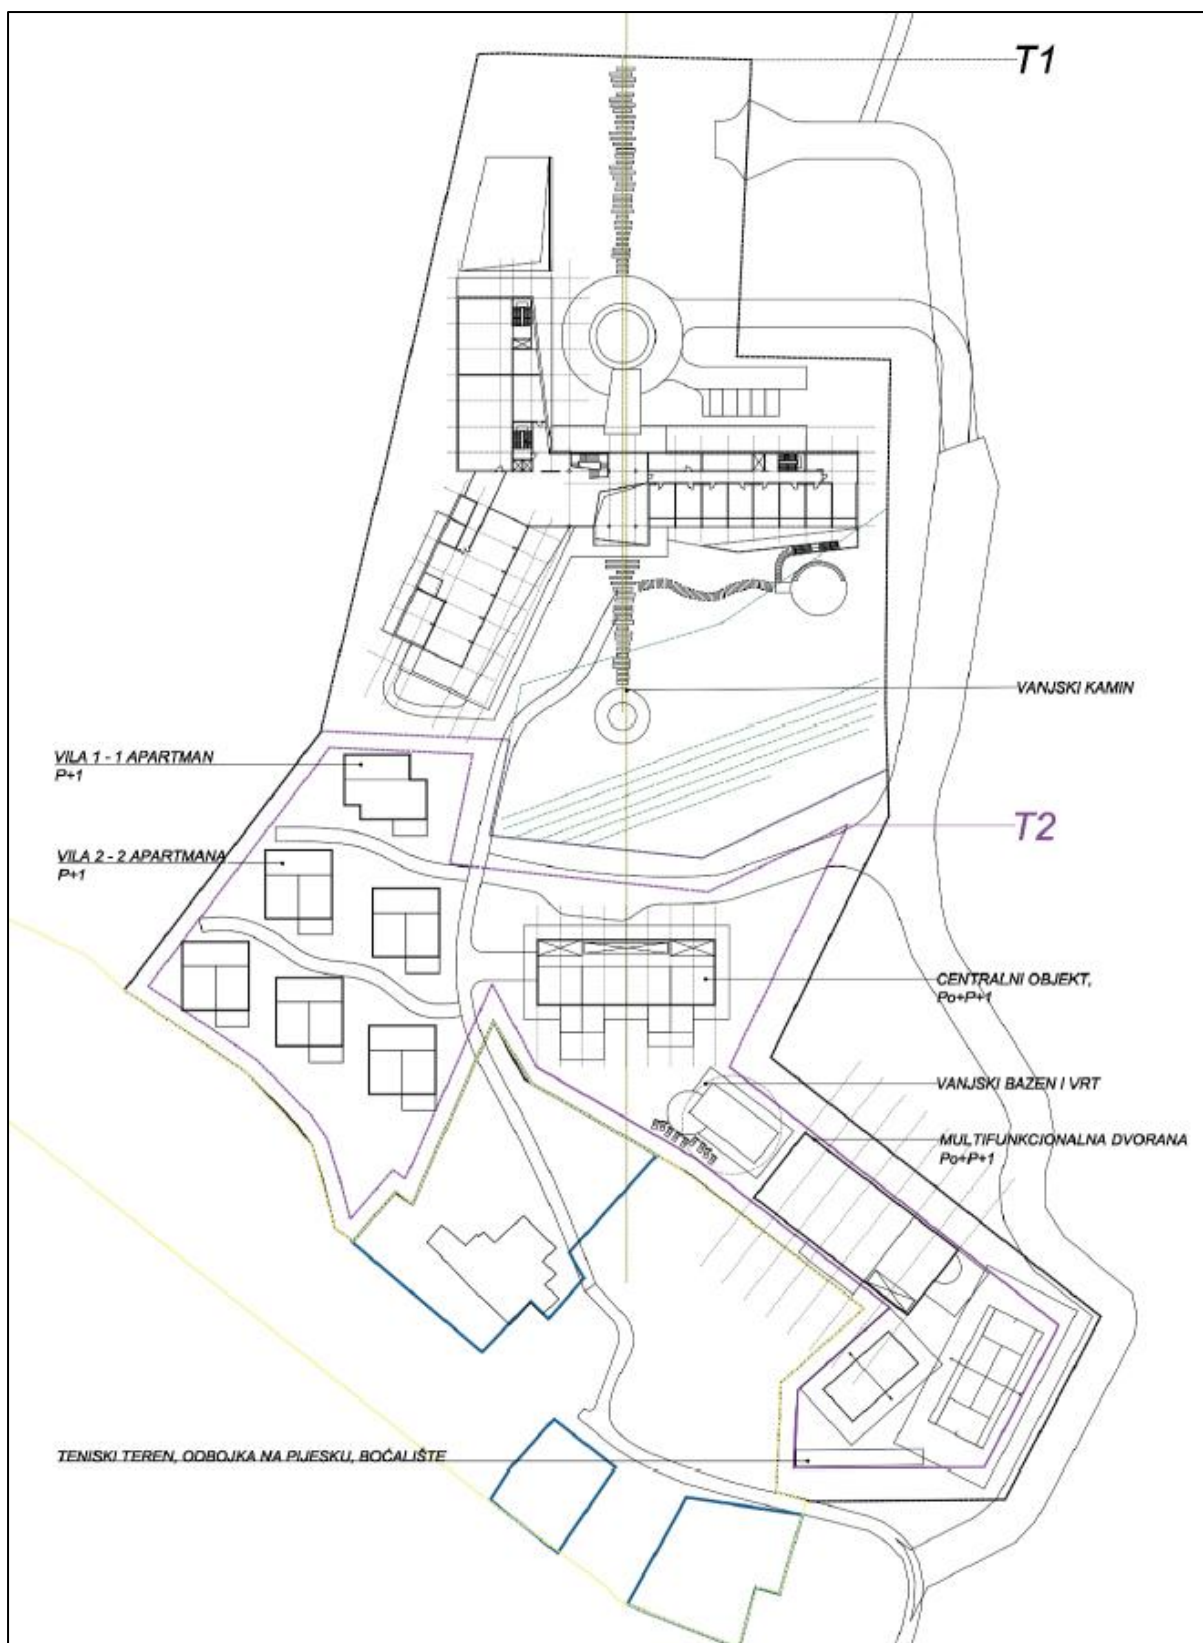 T1
VANJSKI KAMIN
VILA 1 - 1 APARTMAN
P+1
T2
VILA 2 - 2 APARTMANA
P+1
CENTRALNI OBJEKT,
Po+P+1
VANJSKI BAZEN I VRT
MULTIFUNKCIONALNA DVORANA
Po+P+1
TENISKI TEREN, ODBOJKA NA PIJESKU, BOĆALIŠTE